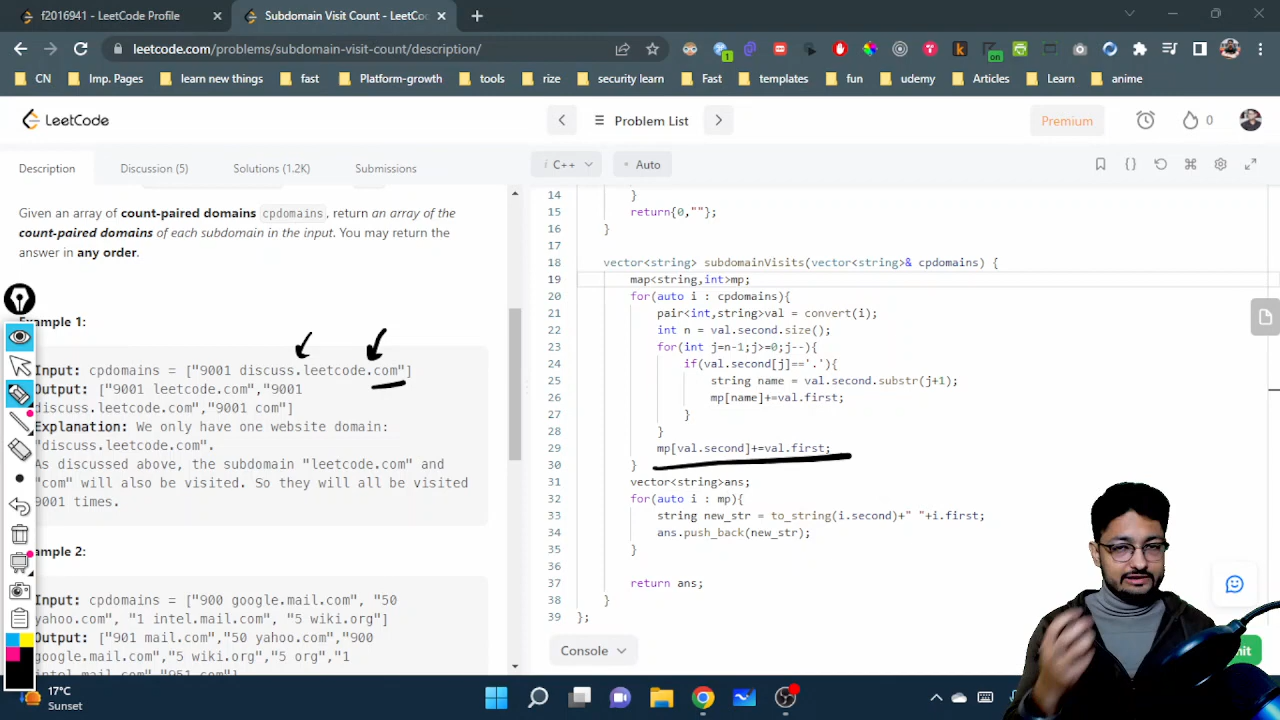 f2016941 - LeetCode Profile
Subdomain Visit Count - LeetCo
leetcode.com/problems/subdomain-visit-count/description/
CN
Imp. Pages
learn new things
fast
Platform-growth
tools
rize
security learn
Fast
templates
fun
udemy
Articles
Learn
anime
LeetCode
Problem List
Premium
0
Description
Discussion (5)
Solutions (1.2K)
Submissions
i C++
Auto
Given an array of count-paired domains cpdomains, return an array of the
count-paired domains of each subdomain in the input. You may return the
answer in any order.
Example 1:
Input: cpdomains = ["9001 discuss.leetcode.com"]
Output: ["9001 leetcode.com","9001
discuss.leetcode.com","9001 com"]
Explanation: We only have one website domain:
"discuss.leetcode.com".
As discussed above, the subdomain "leetcode.com" and
"com" will also be visited. So they will all be visited
9001 times.
ample 2:
Input: cpdomains = ["900 google.mail.com", "50
yahoo.com", "1 intel.mail.com", "5 wiki.org"]
Output: ["901 mail.com","50 yahoo.com","900
google.mail.com","5 wiki.org","5 org","1
intel.mail.com","951 com"]
14 }
15 return{0,""};
16 }
17
18 vector<string> subdomainVisits(vector<string>& cpdomains) {
19 map<string,int>mp;
20 for(auto i : cpdomains){
21 pair<int,string>val = convert(i);
22 int n = val.second.size();
23 for(int j=n-1;j>=0;j--){
24 if(val.second[j]=='.'){
25 string name = val.second.substr(j+1);
26 mp[name]+=val.first;
27 }
28 }
29 mp[val.second]+=val.first;
30 }
31 vector<string>ans;
32 for(auto i : mp){
33 string new_str = to_string(i.second)+" "+i.first;
34 ans.push_back(new_str);
35 }
36
37 return ans;
38 }
39 };
Console
17°C
Sunset